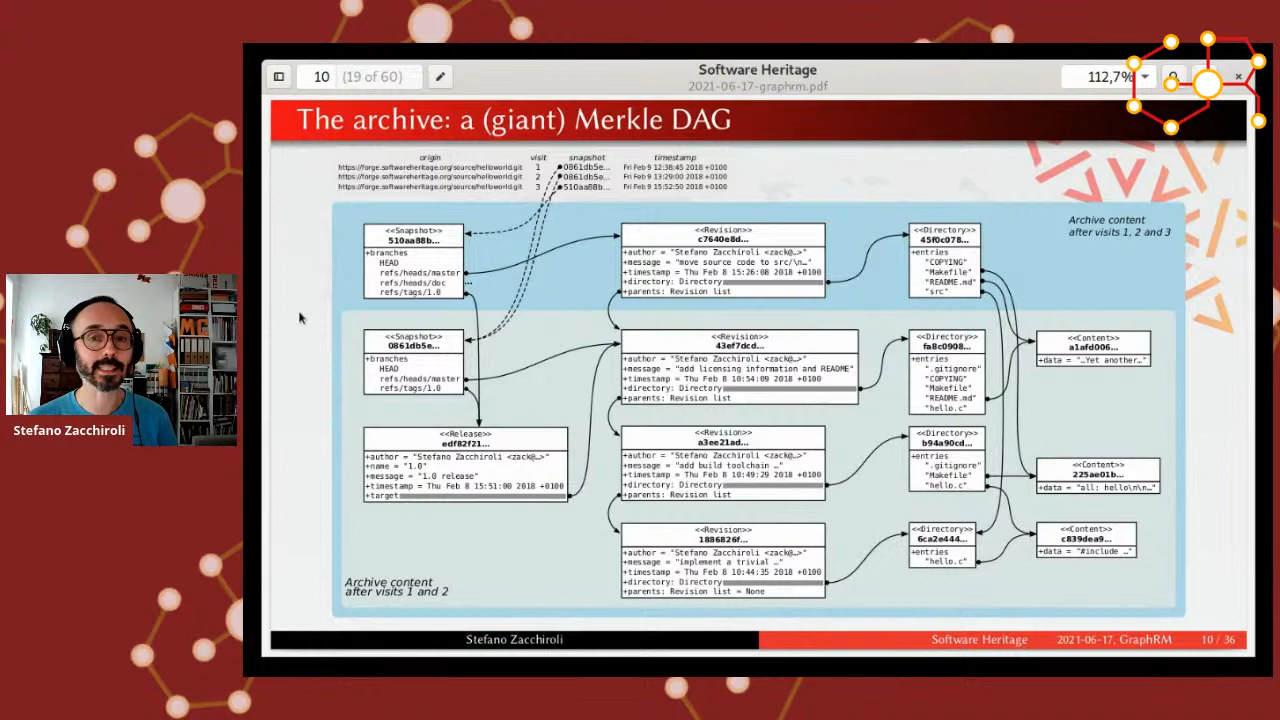 10 (19 of 60)
Software Heritage
2021-06-17-graphrm.pdf
112,7%
The archive: a (giant) Merkle DAG
origin visit snapshot timestamp
https://forge.softwareheritage.org/source/helloworld.git 1 0861db5e... Fri Feb 9 12:38:45 2018 +0100
https://forge.softwareheritage.org/source/helloworld.git 2 0861db5e... Fri Feb 9 13:29:00 2018 +0100
https://forge.softwareheritage.org/source/helloworld.git 3 510aa88b... Fri Feb 9 15:52:50 2018 +0100
Archive content
after visits 1, 2 and 3
<<Snapshot>>
510aa88b...
+branches
HEAD
refs/heads/master
refs/heads/doc ...
refs/tags/1.0
<<Revision>>
c7640e8d...
+author = "Stefano Zacchiroli <zack@…>"
+message = "move source code to src/\n…"
+timestamp = Thu Feb 8 15:26:08 2018 +0100
+directory: Directory
+parents: Revision list
<<Directory>>
45f0c078...
+entries
"COPYING"
"Makefile"
"README.md"
"src"
<<Snapshot>>
0861db5e...
+branches
HEAD
refs/heads/master
refs/tags/1.0
<<Revision>>
43ef7dcd...
+author = "Stefano Zacchiroli <zack@…>"
+message = "add licensing information and README"
+timestamp = Thu Feb 8 10:54:09 2018 +0100
+directory: Directory
+parents: Revision list
<<Directory>>
fa8c0908...
+entries
".gitignore"
"COPYING"
"Makefile"
"README.md"
"hello.c"
<<Content>>
a1afd006...
+data = "…Yet another…"
<<Release>>
edf82f21...
+author = "Stefano Zacchiroli <zack@…>"
+name = "1.0"
+message = "1.0 release"
+timestamp = Thu Feb 8 15:51:00 2018 +0100
+target
<<Revision>>
a3ee21ad...
+author = "Stefano Zacchiroli <zack@…>"
+message = "add build toolchain …"
+timestamp = Thu Feb 8 10:49:29 2018 +0100
+directory: Directory
+parents: Revision list
<<Directory>>
b94a90cd...
+entries
".gitignore"
"Makefile"
"hello.c"
<<Content>>
225ae01b...
+data = "all: hello\n\n…"
<<Revision>>
1886826f...
+author = "Stefano Zacchiroli <zack@…>"
+message = "implement a trivial …"
+timestamp = Thu Feb 8 10:44:35 2018 +0100
+directory: Directory
+parents: Revision list = None
<<Directory>>
6ca2e444...
+entries
"hello.c"
<<Content>>
c839dea9...
+data = "#include …"
Archive content
after visits 1 and 2
Stefano Zacchiroli
Software Heritage 2021-06-17, GraphRM 10 / 36
Stefano Zacchiroli
MG